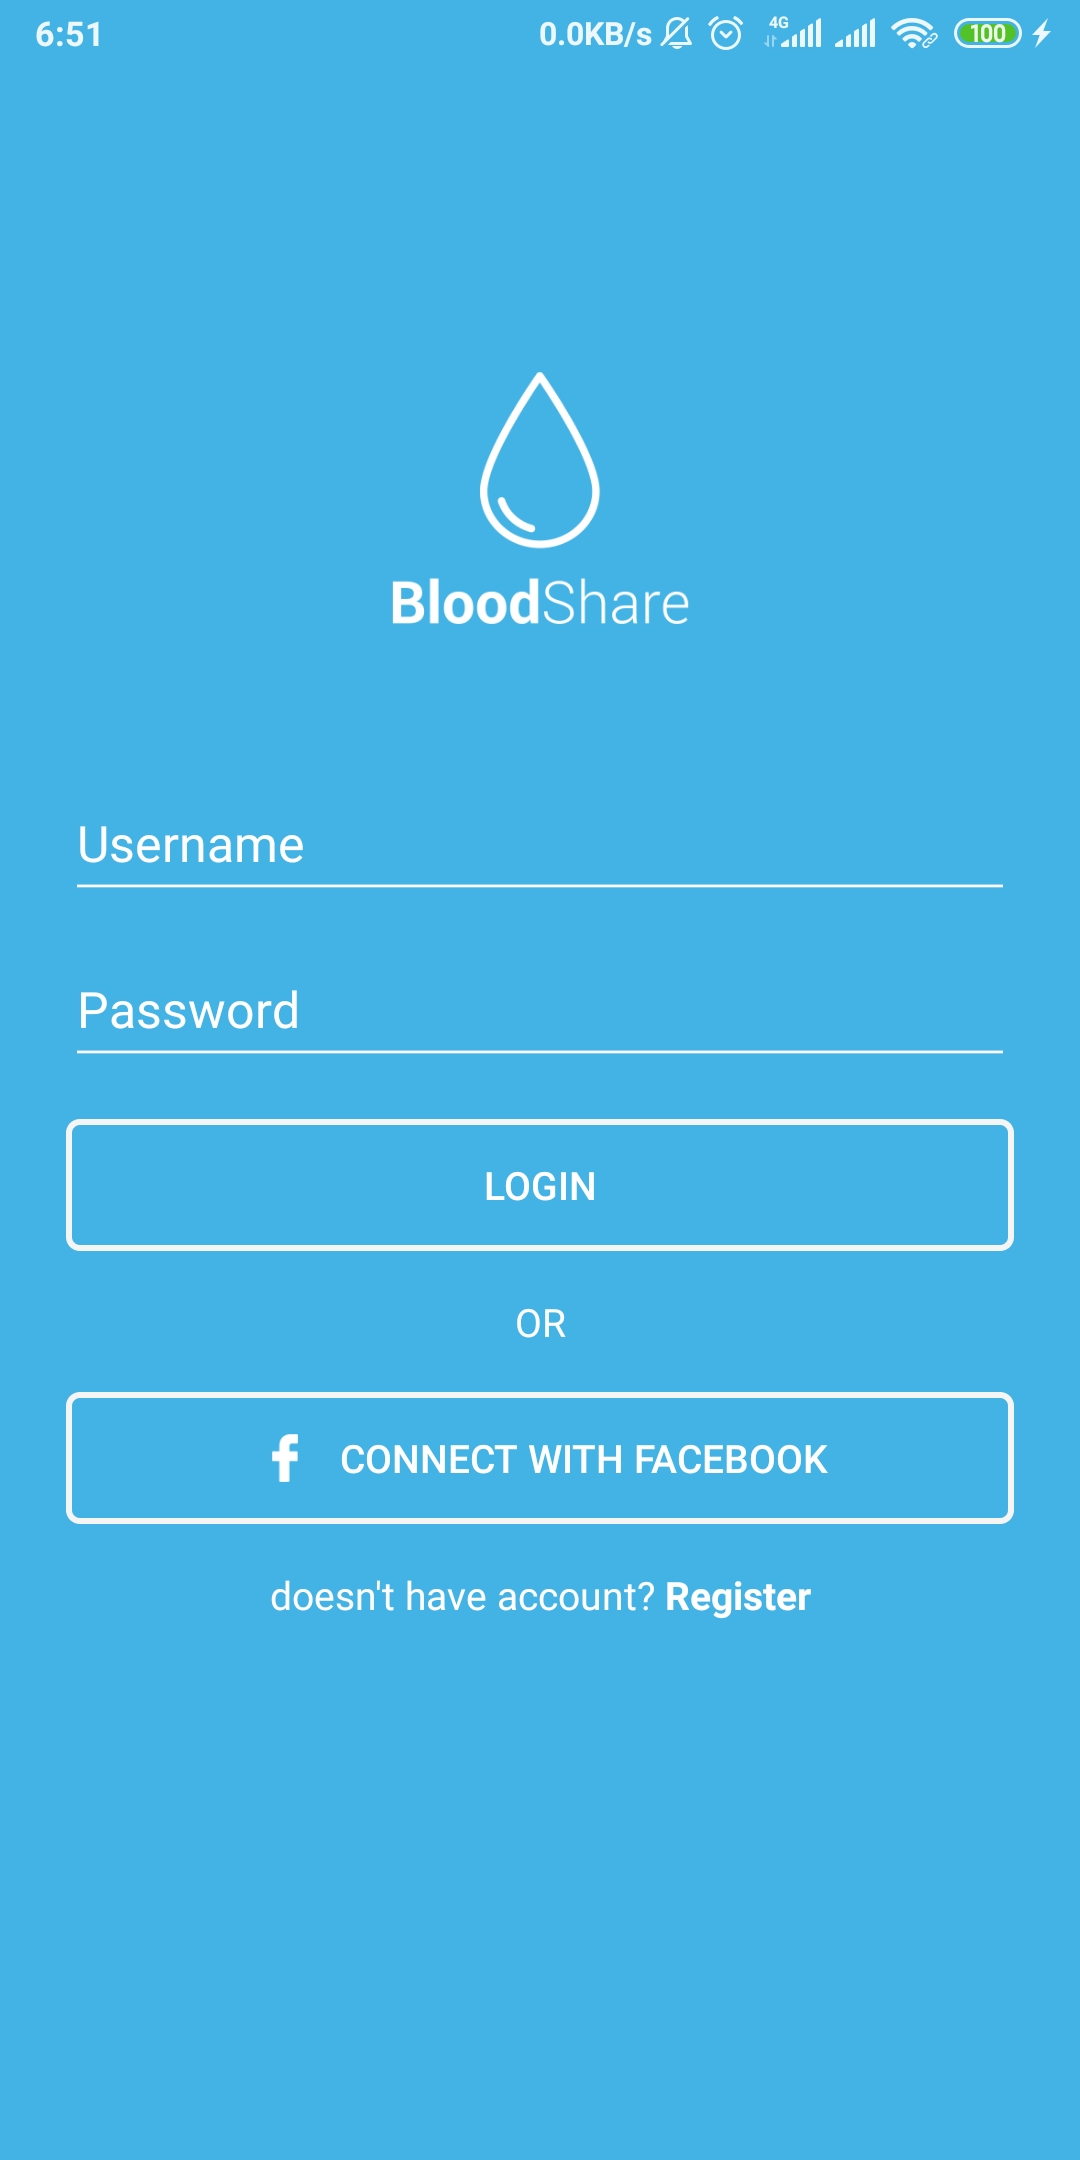 6:51 0.0KB/s 4G 100
BloodShare
Username
Password
LOGIN
OR
f CONNECT WITH FACEBOOK
doesn't have account? Register